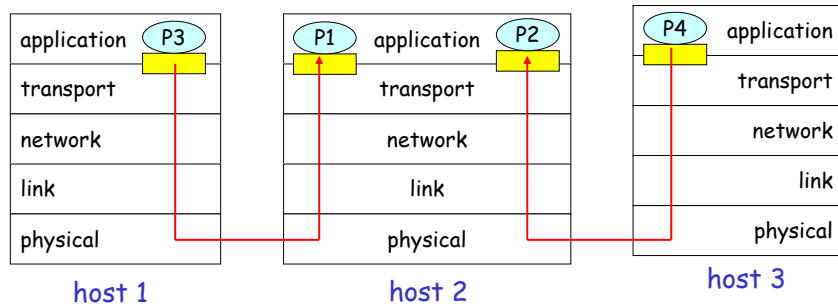 application P3
transport
network
link
physical
host 1
P1 application P2
transport
network
link
physical
host 2
P4 application
transport
network
link
physical
host 3